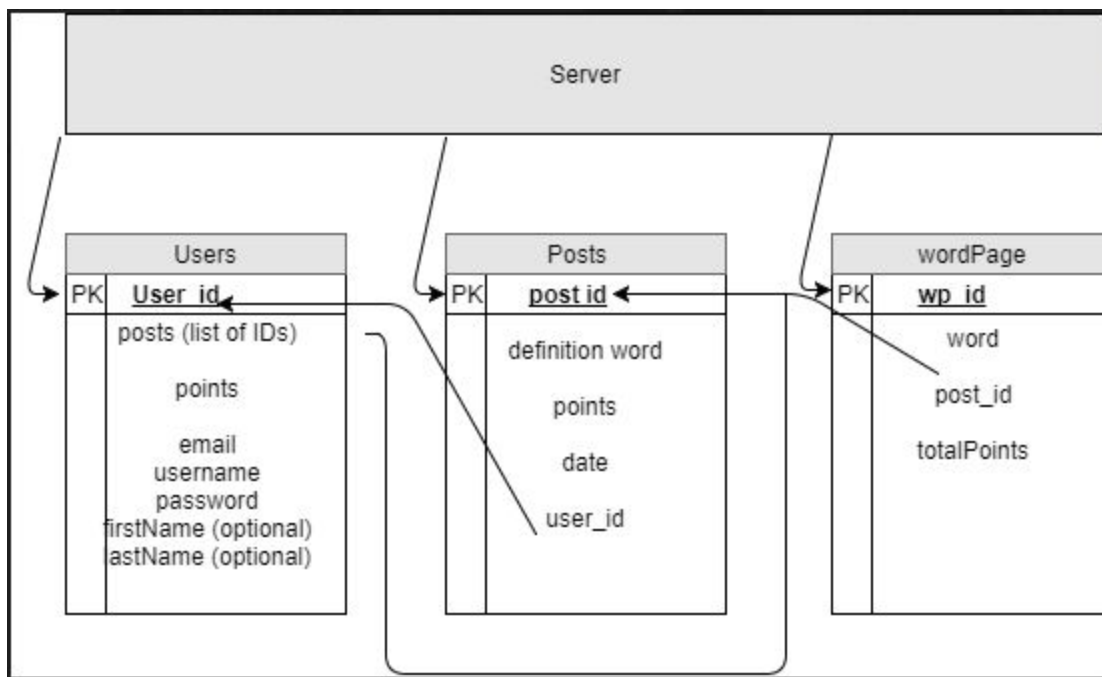 Server
Users
PK User_id
posts (list of IDs)
points
email
username
password
firstName (optional)
lastName (optional)
Posts
PK post id
definition word
points
date
user_id
wordPage
PK wp_id
word
post_id
totalPoints